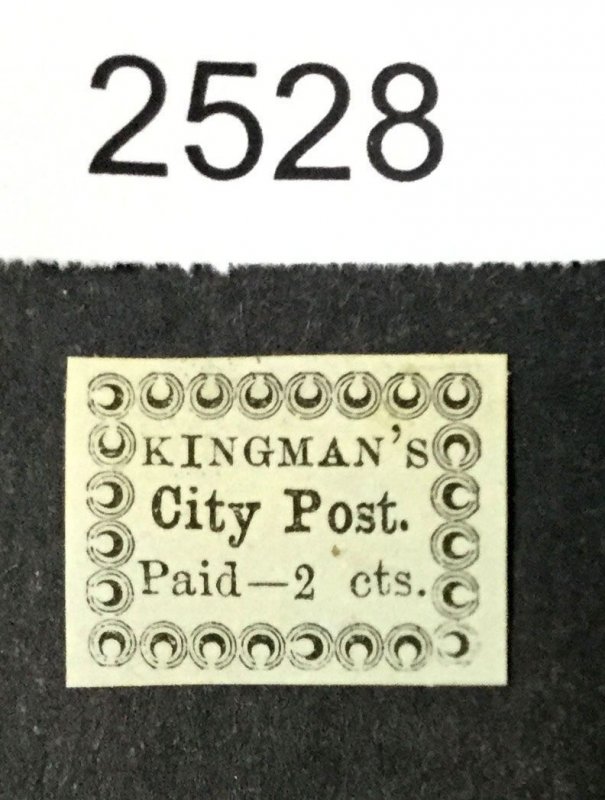 2528
KINGMAN'S
City Post.
Paid—2 cts.